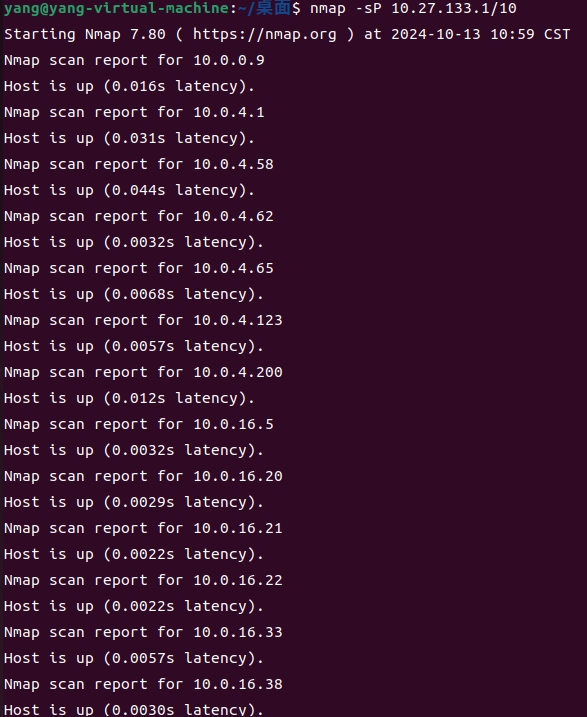 yang@yang-virtual-machine:~/桌面$ nmap -sP 10.27.133.1/10
Starting Nmap 7.80 ( https://nmap.org ) at 2024-10-13 10:59 CST
Nmap scan report for 10.0.0.9
Host is up (0.016s latency).
Nmap scan report for 10.0.4.1
Host is up (0.031s latency).
Nmap scan report for 10.0.4.58
Host is up (0.044s latency).
Nmap scan report for 10.0.4.62
Host is up (0.0032s latency).
Nmap scan report for 10.0.4.65
Host is up (0.0068s latency).
Nmap scan report for 10.0.4.123
Host is up (0.0057s latency).
Nmap scan report for 10.0.4.200
Host is up (0.012s latency).
Nmap scan report for 10.0.16.5
Host is up (0.0032s latency).
Nmap scan report for 10.0.16.20
Host is up (0.0029s latency).
Nmap scan report for 10.0.16.21
Host is up (0.0022s latency).
Nmap scan report for 10.0.16.22
Host is up (0.0022s latency).
Nmap scan report for 10.0.16.33
Host is up (0.0057s latency).
Nmap scan report for 10.0.16.38
Host is up (0.0030s latency).